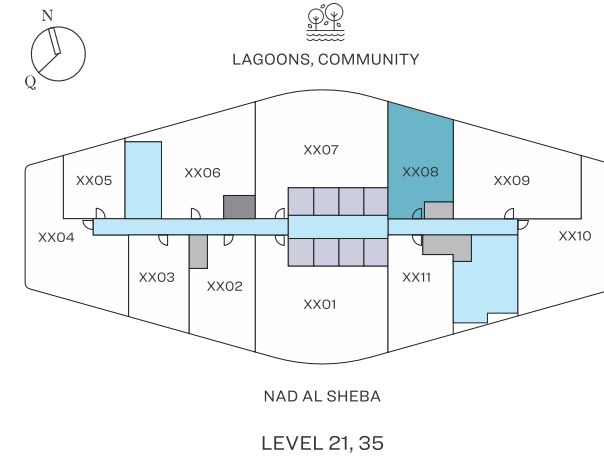 N
Q
LAGOONS, COMMUNITY
XX07
XX05
XX06
XX08
XX09
XX04
XX10
XX03
XX02
XX11
XX01
NAD AL SHEBA
LEVEL 21, 35